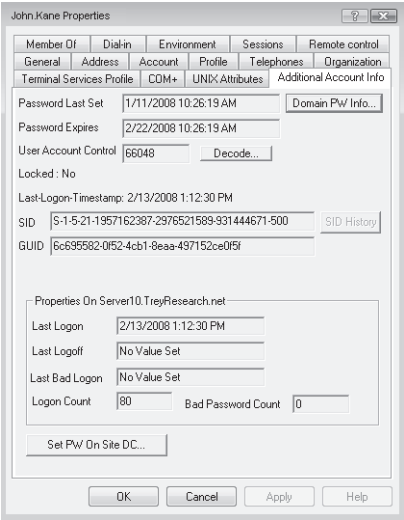 John.Kane Properties
Member Of Dial-in Environment Sessions Remote control
General Address Account Profile Telephones Organization
Terminal Services Profile COM+ UNIX Attributes Additional Account Info
Password Last Set 1/11/2008 10:26:19 AM Domain PW Info...
Password Expires 2/22/2008 10:26:19 AM
User Account Control 66048 Decode...
Locked : No
Last-Logon-Timestamp: 2/13/2008 1:12:30 PM
SID S-1-5-21-1957162387-2976521589-931444671-500 SID History
GUID 6c695582-0f52-4cb1-8eaa-497152ce0f5f
Properties On Server10.TreyResearch.net
Last Logon 2/13/2008 1:12:30 PM
Last Logoff No Value Set
Last Bad Logon No Value Set
Logon Count 80 Bad Password Count 0
Set PW On Site DC...
OK Cancel Apply Help